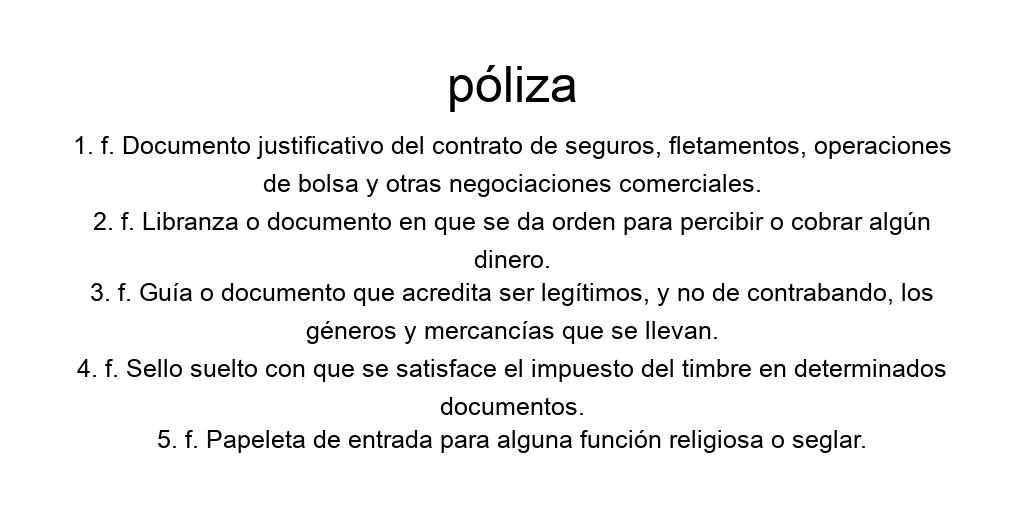 póliza
1. f. Documento justificativo del contrato de seguros, fletamentos, operaciones
de bolsa y otras negociaciones comerciales.
2. f. Libranza o documento en que se da orden para percibir o cobrar algún
dinero.
3. f. Guía o documento que acredita ser legítimos, y no de contrabando, los
géneros y mercancías que se llevan.
4. f. Sello suelto con que se satisface el impuesto del timbre en determinados
documentos.
5. f. Papeleta de entrada para alguna función religiosa o seglar.